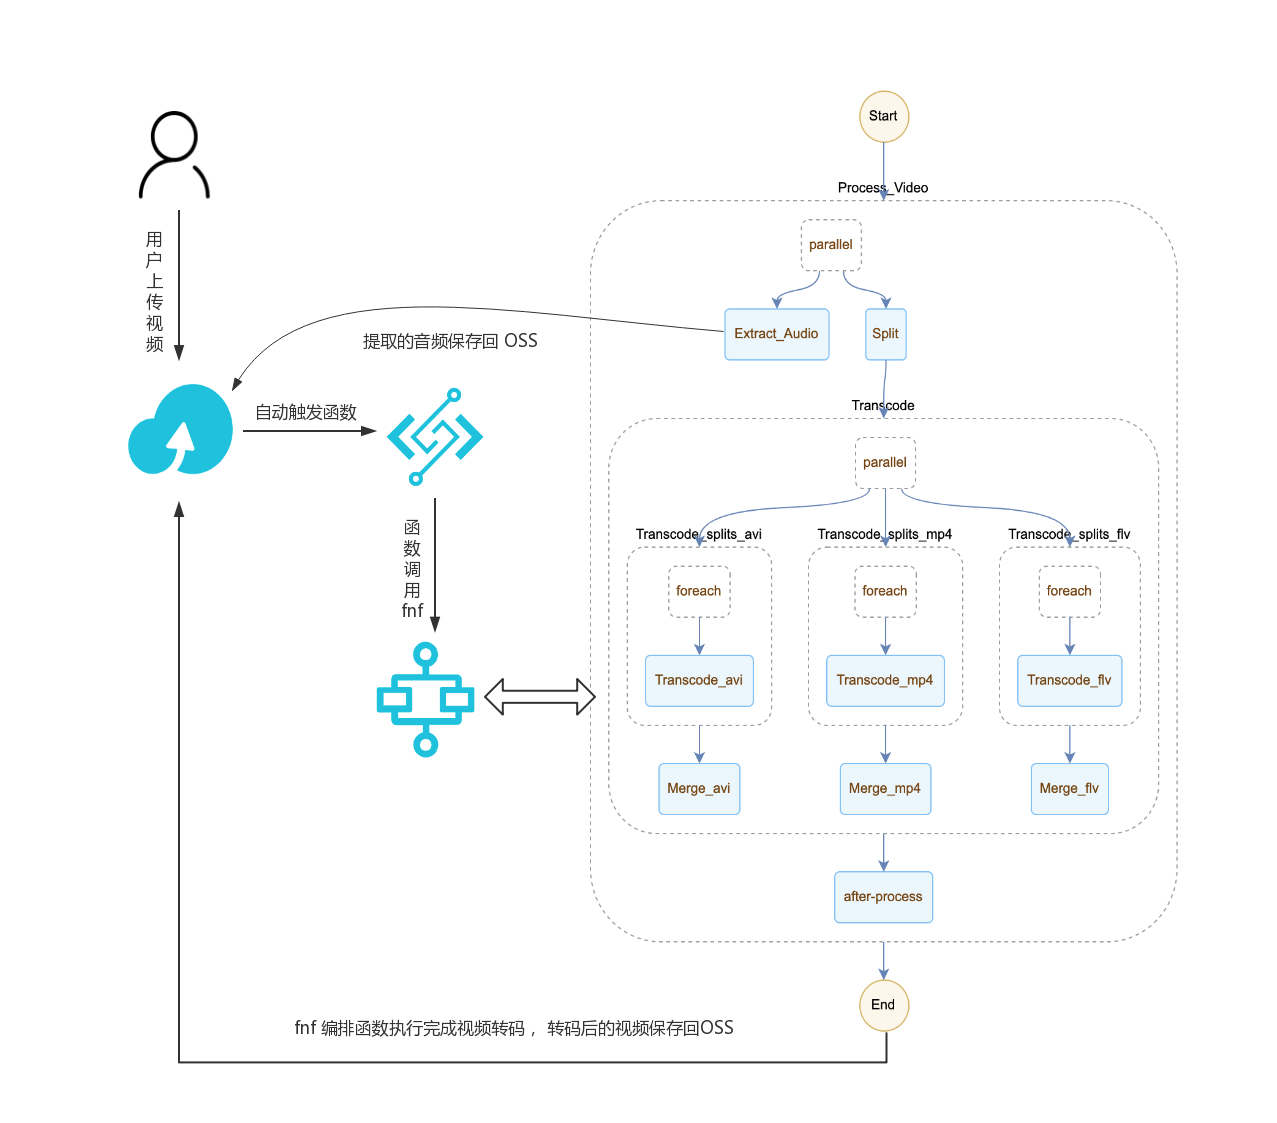 Start
Process_Video
parallel
用户上传视频
Extract_Audio
Split
提取的音频保存回 OSS
自动触发函数
Transcode
parallel
函数调用fnf
Transcode_splits_avi
Transcode_splits_mp4
Transcode_splits_flv
foreach
foreach
foreach
Transcode_avi
Transcode_mp4
Transcode_flv
Merge_avi
Merge_mp4
Merge_flv
after-process
End
fnf 编排函数执行完成视频转码 ，转码后的视频保存回OSS